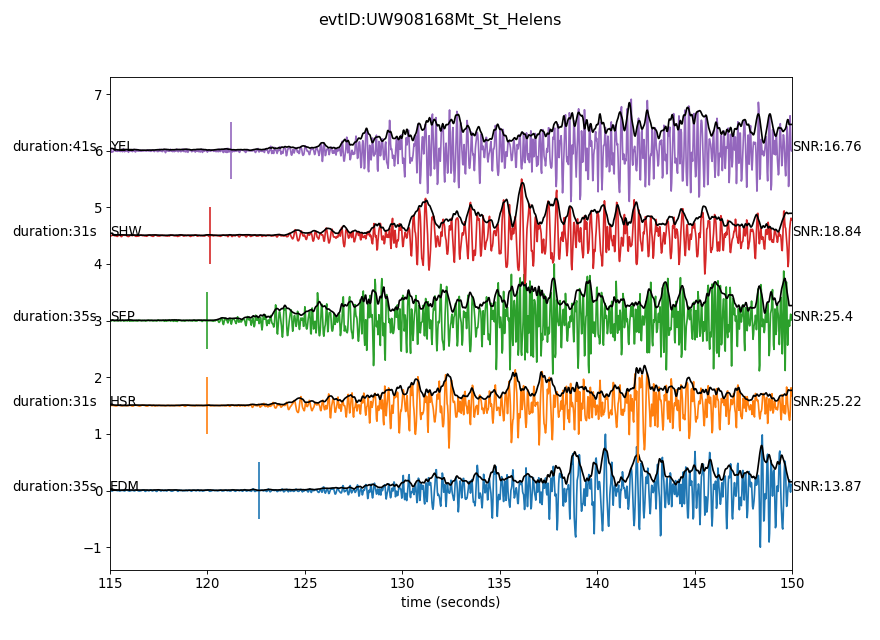 evtID:UW908168Mt_St_Helens
7
duration:41s YEL SNR:16.76
6
5
duration:31s SHW SNR:18.84
4
duration:35s SEP SNR:25.4
3
2
duration:31s HSR SNR:25.22
1
duration:35s EDM SNR:13.87
0
−1
115 120 125 130 135 140 145 150
time (seconds)